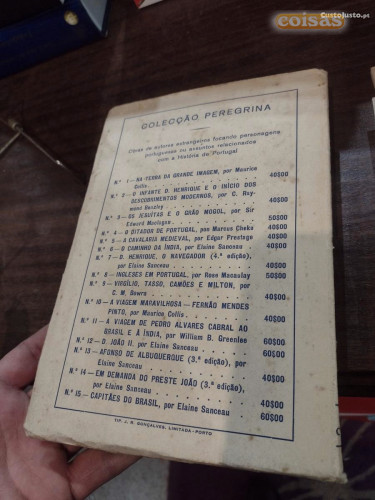 coisas
CustoJusto.pt
COLECÇÃO PEREGRINA
Obras de autores estrangeiros focando personagens
portuguesas ou assuntos relacionados
com a História de Portugal
N.º 1 — NA TERRA DA GRANDE IMAGEM, por Maurice
Collis 40$00
N.º 2 — O INFANTE D. HENRIQUE E O INÍCIO DOS
DESCOBRIMENTOS MODERNOS, por C. Ray-
mond Beazley 40$00
N.º 3 — OS JESUÍTAS E O GRÃO MOGOL, por Sir
Edward Maclagan 50$00
N.º 4 — O DITADOR DE PORTUGAL, por Marcus Cheke 40$00
N.º 5 — A CAVALARIA MEDIEVAL, por Edgar Prestage 40$00
N.º 6 — O CAMINHO DA ÍNDIA, por Elaine Sanceau 40$00
N.º 7 — D. HENRIQUE, O NAVEGADOR (4.ª edição),
por Elaine Sanceau 40$00
N.º 8 — INGLESES EM PORTUGAL, por Rose Macaulay 50$00
N.º 9 — VIRGÍLIO, TASSO, CAMÕES E MILTON, por
C. M. Bowra 40$00
N.º 10 — A VIAGEM MARAVILHOSA — FERNÃO MENDES
PINTO, por Maurice Collis 40$00
N.º 11 — A VIAGEM DE PEDRO ÁLVARES CABRAL AO
BRASIL E À ÍNDIA, por William B. Greenlee 60$00
N.º 12 — D. JOÃO II, por Elaine Sanceau 60$00
N.º 13 — AFONSO DE ALBUQUERQUE (3.ª edição),
por Elaine Sanceau 40$00
N.º 14 — EM DEMANDA DO PRESTE JOÃO (3.ª edição),
por Elaine Sanceau 40$00
N.º 15 — CAPITÃES DO BRASIL, por Elaine Sanceau 60$00
TIP. J. R. GONÇALVES, LIMITADA - PORTO